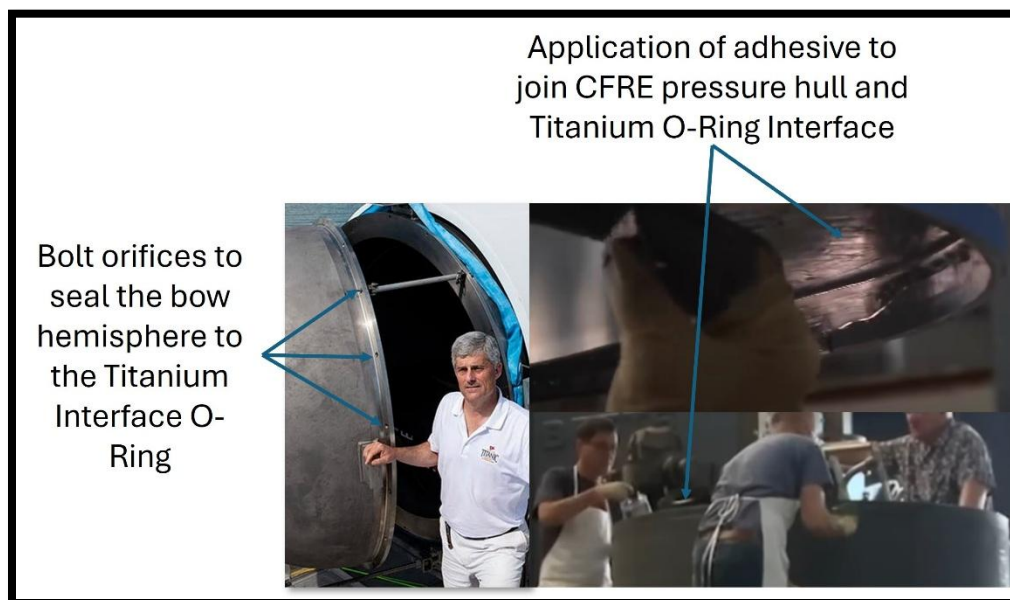 Application of adhesive to
join CFRE pressure hull and
Titanium O-Ring Interface
Bolt orifices to
seal the bow
hemisphere to
the Titanium
Interface O-
Ring
TITANIC